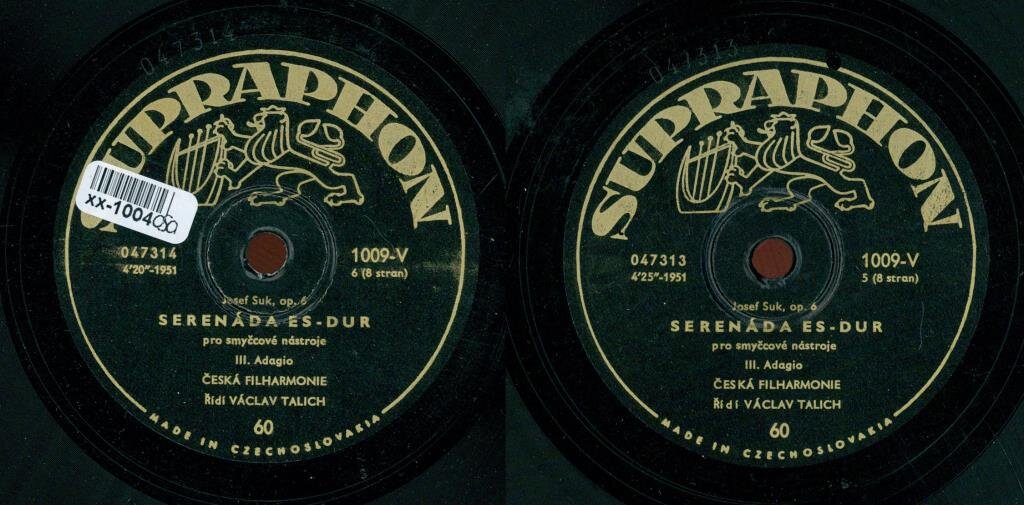 047314
SUPRAPHON
xx-1004
047314
4'20"-1951
1009-V
6 (8 stran)
Josef Suk, op. 6
SERENÁDA ES-DUR
pro smyčcové nástroje
III. Adagio
ČESKÁ FILHARMONIE
Řídí VÁCLAV TALICH
60
MADE IN CZECHOSLOVAKIA
047313
SUPRAPHON
047313
4'25"-1951
1009-V
5 (8 stran)
Josef Suk, op. 6
SERENÁDA ES-DUR
pro smyčcové nástroje
III. Adagio
ČESKÁ FILHARMONIE
Řídí VÁCLAV TALICH
60
MADE IN CZECHOSLOVAKIA